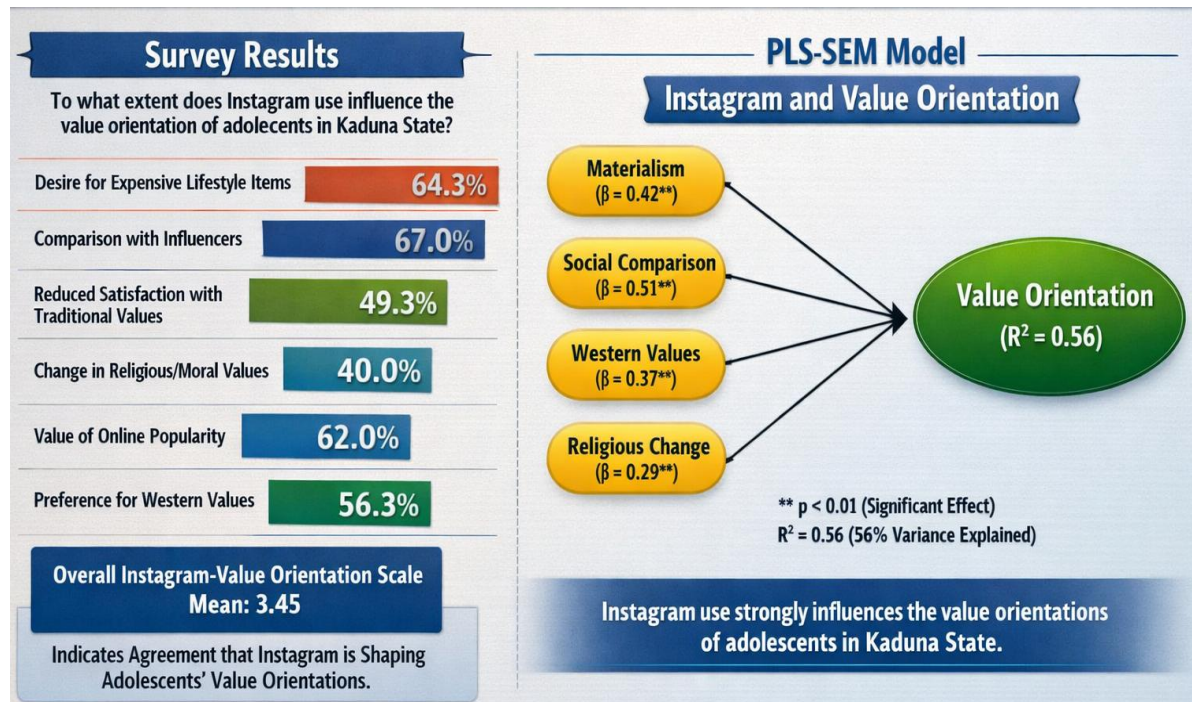 Survey Results
To what extent does Instagram use influence the
value orientation of adolecents in Kaduna State?
Desire for Expensive Lifestyle Items 64.3%
Comparison with Influencers 67.0%
Reduced Satisfaction with
Traditional Values 49.3%
Change in Religious/Moral Values 40.0%
Value of Online Popularity 62.0%
Preference for Western Values 56.3%
Overall Instagram-Value Orientation Scale
Mean: 3.45
Indicates Agreement that Instagram is Shaping
Adolescents' Value Orientations.
PLS-SEM Model
Instagram and Value Orientation
Materialism
(β = 0.42**)
Social Comparison
(β = 0.51**)
Western Values
(β = 0.37**)
Religious Change
(β = 0.29**)
Value Orientation
(R² = 0.56)
** p < 0.01 (Significant Effect)
R² = 0.56 (56% Variance Explained)
Instagram use strongly influences the value orientations
of adolescents in Kaduna State.